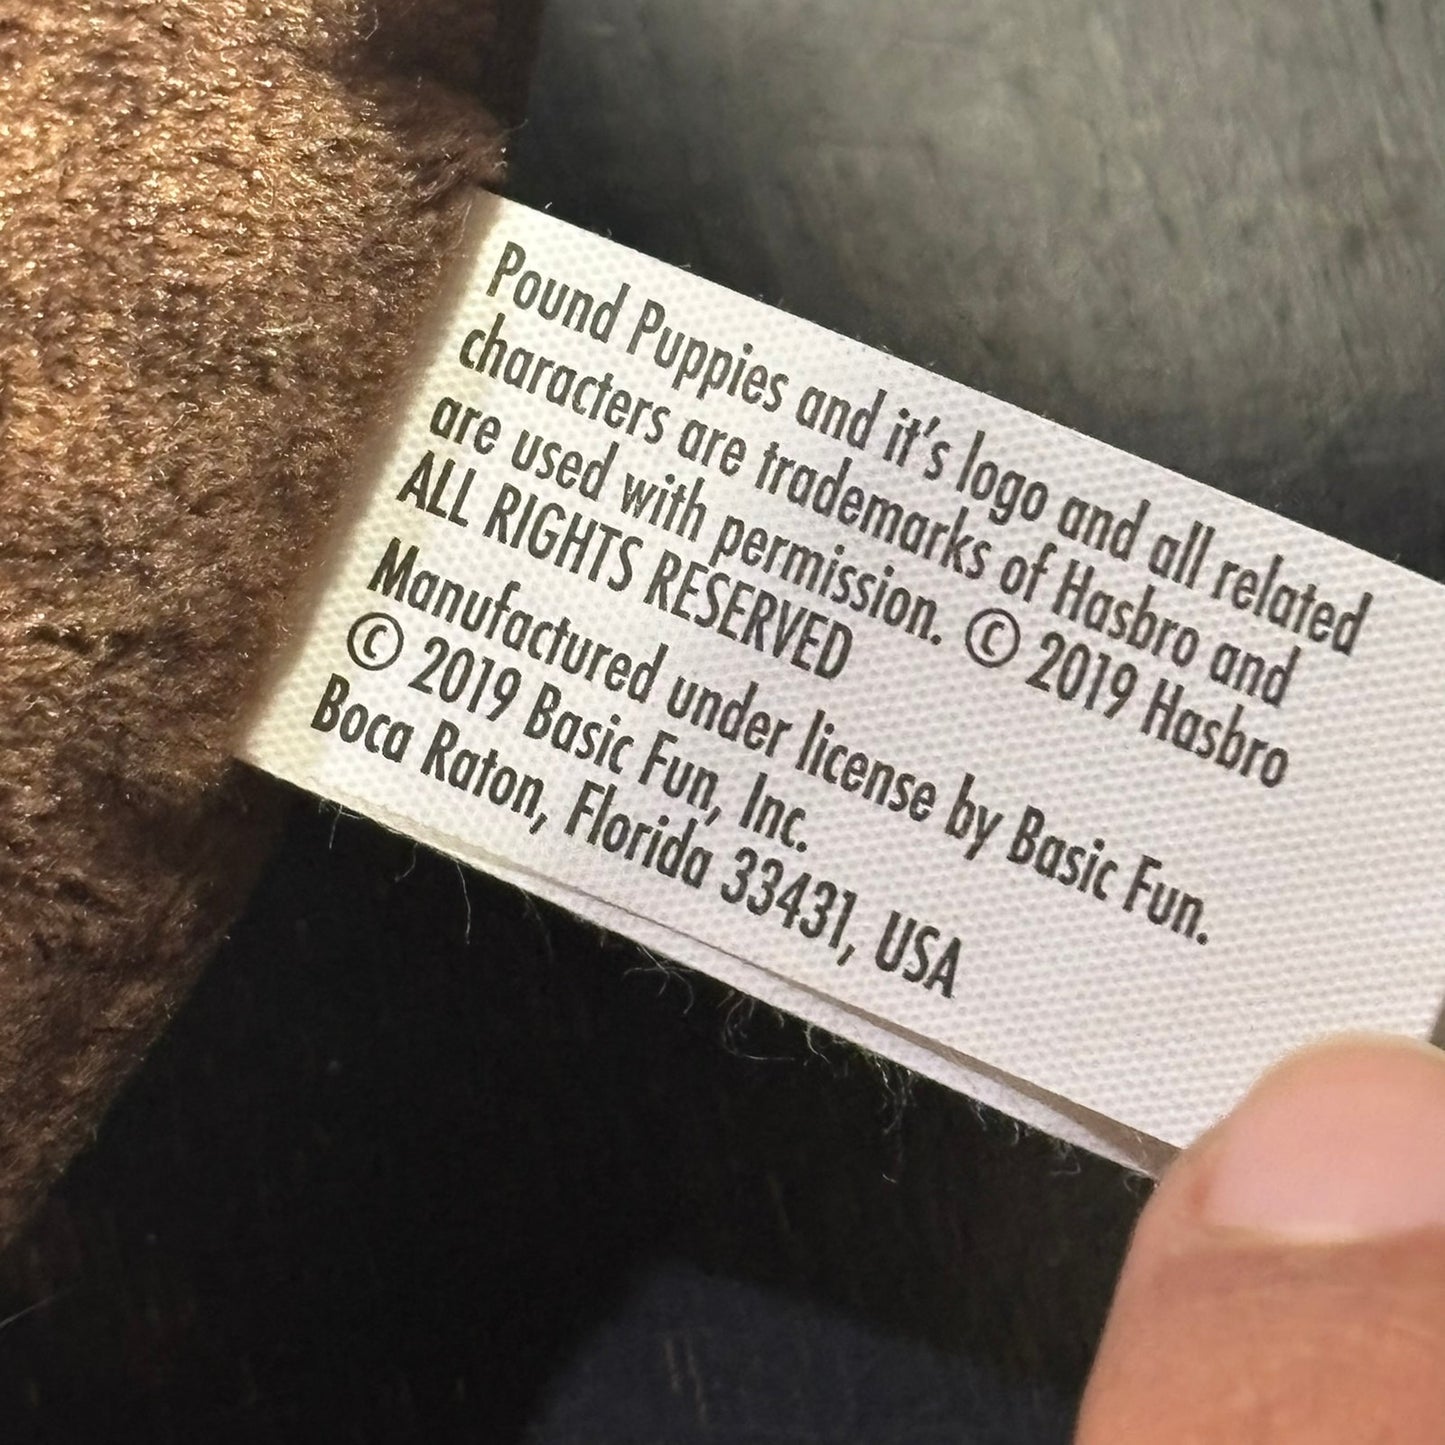 Pound Puppies and it's logo and all related
characters are trademarks of Hasbro and
are used with permission. © 2019 Hasbro
ALL RIGHTS RESERVED
Manufactured under license by Basic Fun.
© 2019 Basic Fun, Inc.
Boca Raton, Florida 33431, USA